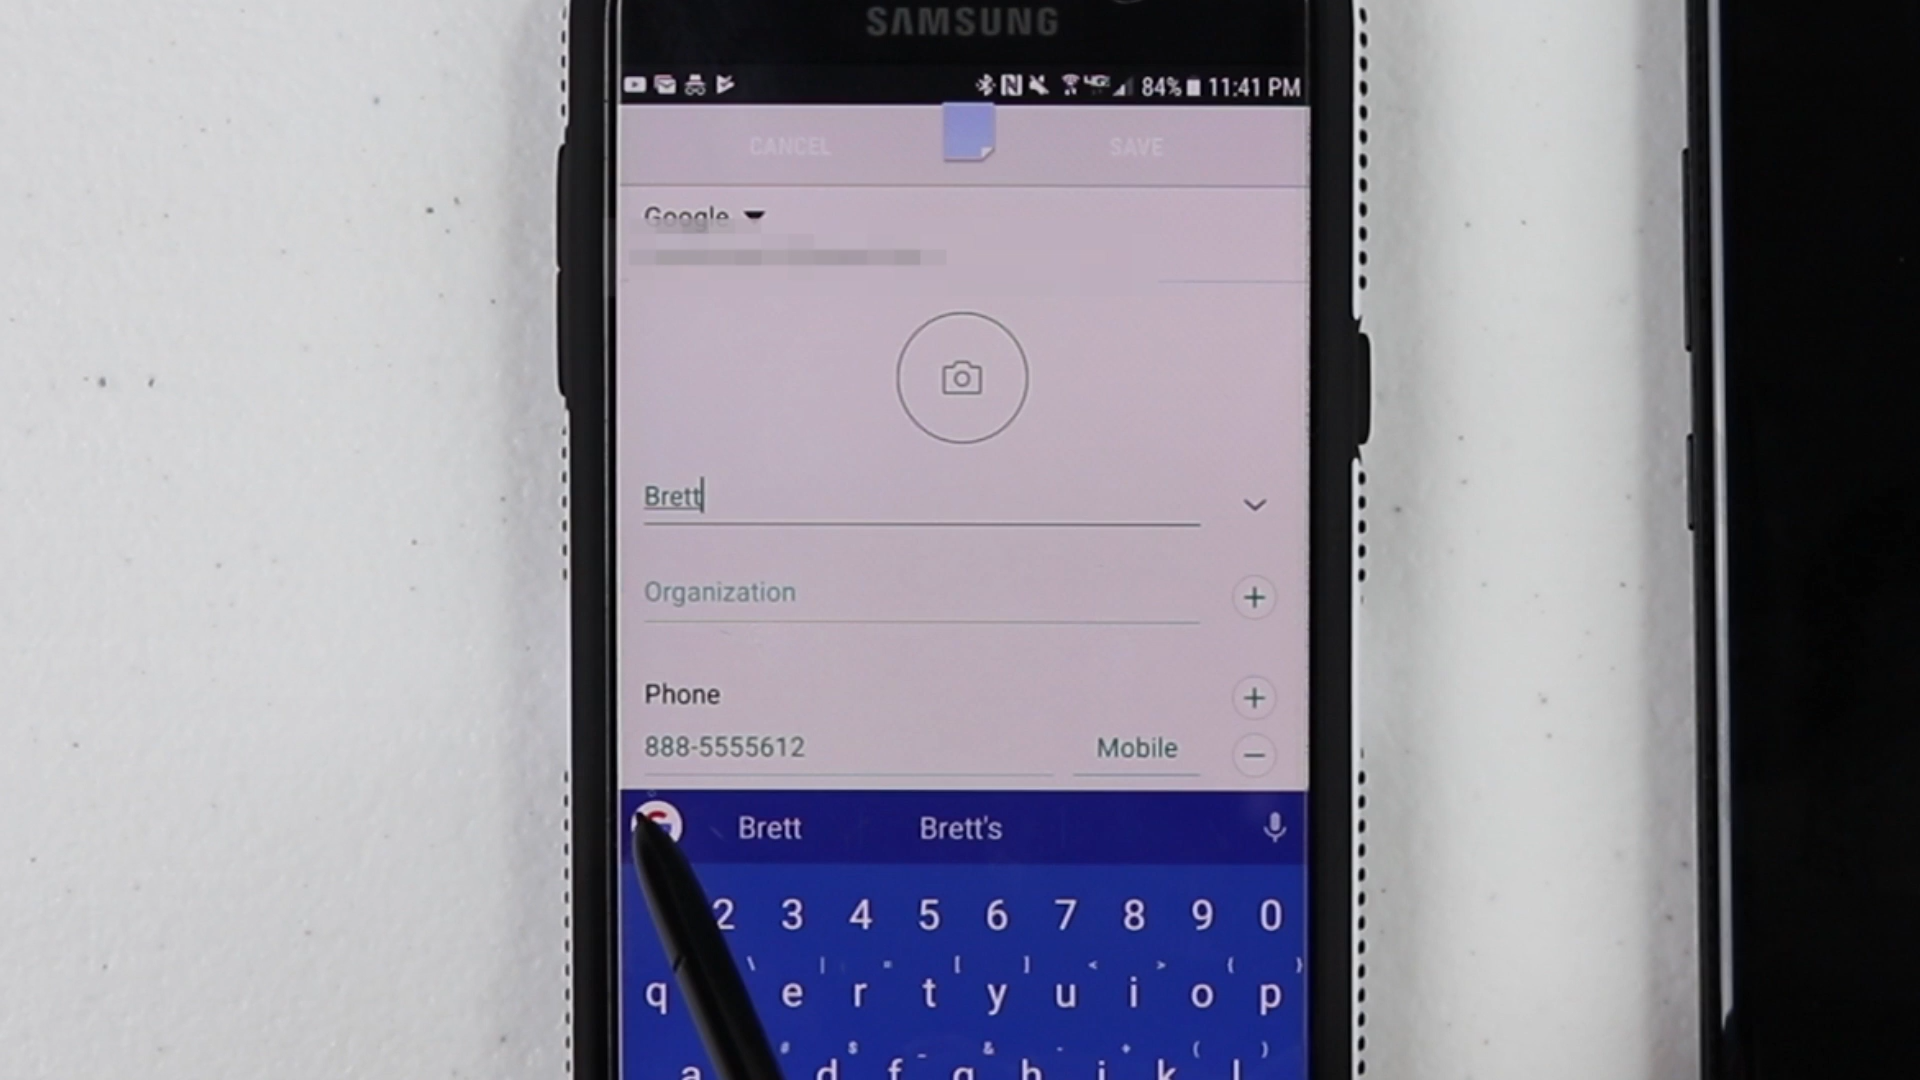 SAMSUNG
84% 11:41 PM
CANCEL SAVE
Google
Brett
Organization
Phone
888-5555612 Mobile
Brett Brett's
2 3 4 5 6 7 8 9 0
\ | = [ ] < > { }
q e r t y u i o p
# $ _ & - + ( )
a d f g h j k l